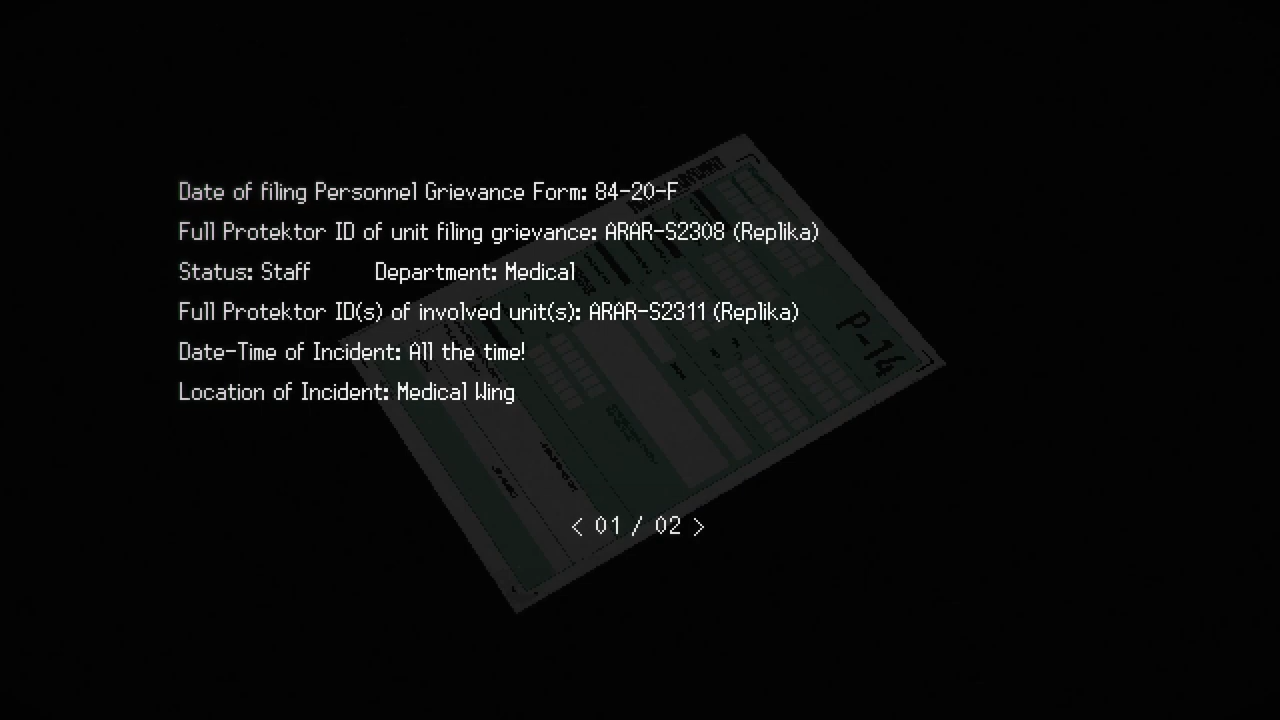 Date of filing Personnel Grievance Form: 84-20-F
Full Protektor ID of unit filing grievance: ARAR-S2308 (Replika)
Status: Staff Department: Medical
Full Protektor ID(s) of involved unit(s): ARAR-S2311 (Replika)
Date-Time of Incident: All the time!
Location of Incident: Medical Wing
P-14
< 01 / 02 >